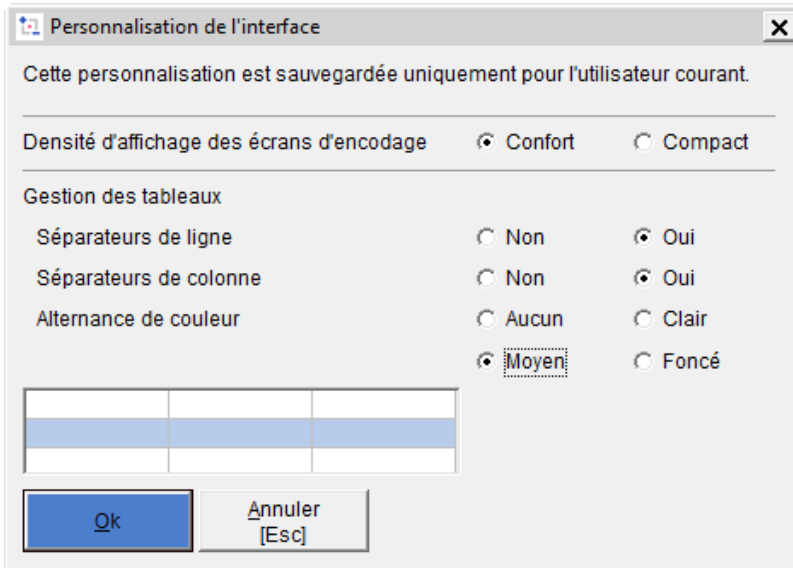 Personnalisation de l'interface
Cette personnalisation est sauvegardée uniquement pour l'utilisateur courant.
Densité d'affichage des écrans d'encodage Confort Compact
Gestion des tableaux
Séparateurs de ligne Non Oui
Séparateurs de colonne Non Oui
Alternance de couleur Aucun Clair
Moyen Foncé
Ok
Annuler
[Esc]